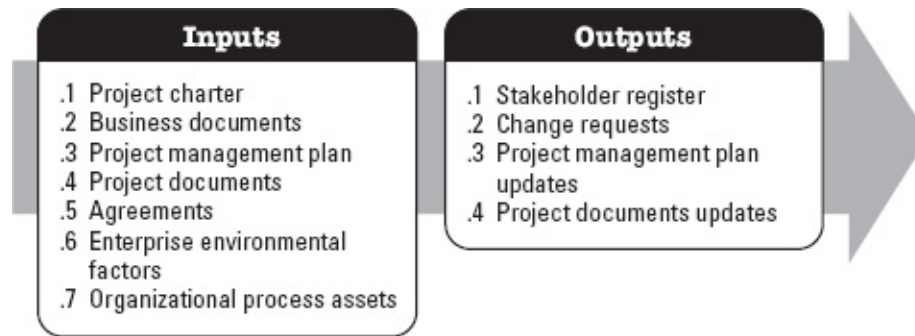 Inputs
.1 Project charter
.2 Business documents
.3 Project management plan
.4 Project documents
.5 Agreements
.6 Enterprise environmental
factors
.7 Organizational process assets
Outputs
.1 Stakeholder register
.2 Change requests
.3 Project management plan
updates
.4 Project documents updates